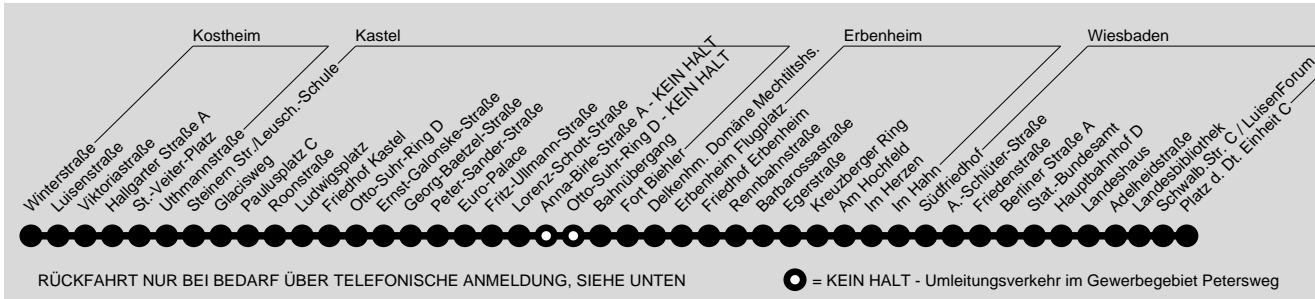 Kostheim
Kastel
Erbenheim
Wiesbaden
Winterstraße
Luisenstraße
Viktoriastraße
Hallgarter Straße A
St.-Veiter-Platz
Uthmannstraße
Steinern Str./Leusch.-Schule
Glacisweg
Paulusplatz C
Roonstraße
Ludwigsplatz
Friedhof Kastel
Otto-Suhr-Ring D
Ernst-Galonske-Straße
Georg-Baetzel-Straße
Peter-Sander-Straße
Euro-Palace
Fritz-Ullmann-Straße
Lorenz-Schott-Straße
Anna-Birle-Straße A - KEIN HALT
Otto-Suhr-Ring D - KEIN HALT
Bahnübergang
Fort Biehler
Delkenhm. Domäne Mechtiltshs.
Erbenheim Flugplatz
Friedhof Erbenheim
Rennbahnstraße
Barbarossastraße
Egerstraße
Kreuzberger Ring
Am Hochfeld
Im Herzen
Im Hahn
Südfriedhof
A.-Schlüter-Straße
Friedenstraße
Berliner Straße A
Stat.-Bundesamt
Hauptbahnhof D
Landeshaus
Adelheidstraße
Landesbibliothek
Schwalb.Str. C / LuisenForum
Platz d. Dt. Einheit C
RÜCKFAHRT NUR BEI BEDARF ÜBER TELEFONISCHE ANMELDUNG, SIEHE UNTEN
= KEIN HALT - Umleitungsverkehr im Gewerbegebiet Petersweg